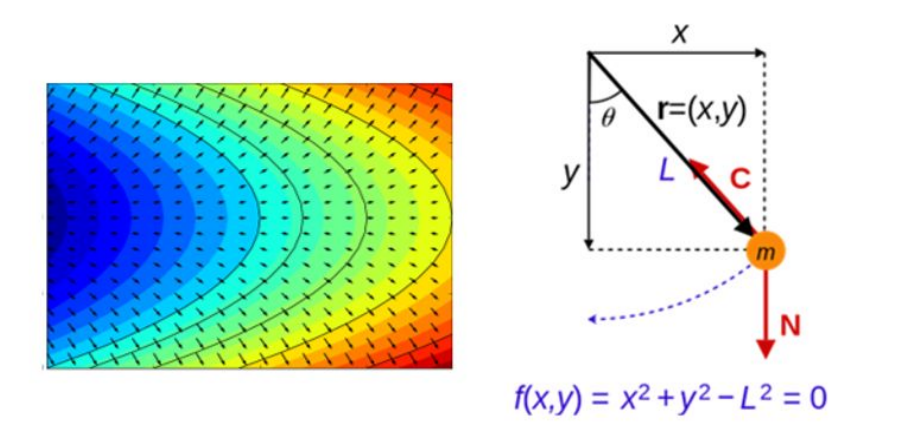 x
θ
r=(x,y)
y
L
C
m
N
f(x,y) = x² + y² − L² = 0